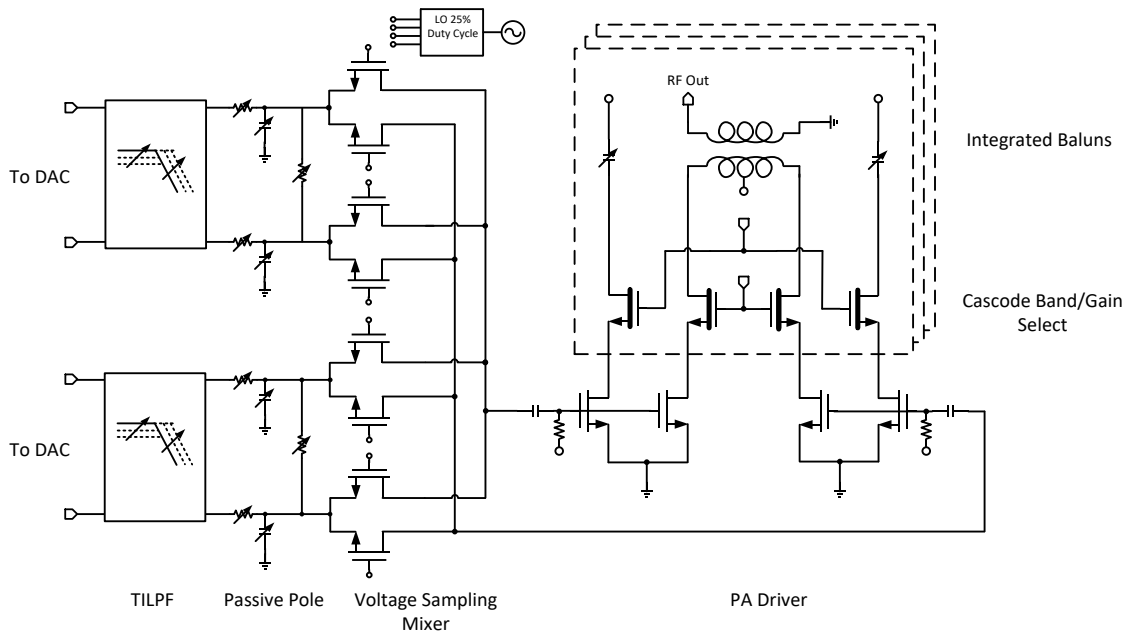 LO 25%
Duty Cycle
RF Out
Integrated Baluns
To DAC
Cascode Band/Gain
Select
To DAC
TILPF
Passive Pole
Voltage Sampling
Mixer
PA Driver